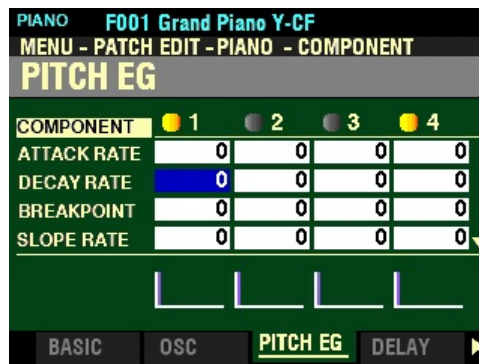 PIANO F001 Grand Piano Y-CF
MENU - PATCH EDIT - PIANO - COMPONENT
PITCH EG
COMPONENT 1 2 3 4
ATTACK RATE 0 0 0 0
DECAY RATE 0 0 0 0
BREAKPOINT 0 0 0 0
SLOPE RATE 0 0 0 0
BASIC OSC PITCH EG DELAY